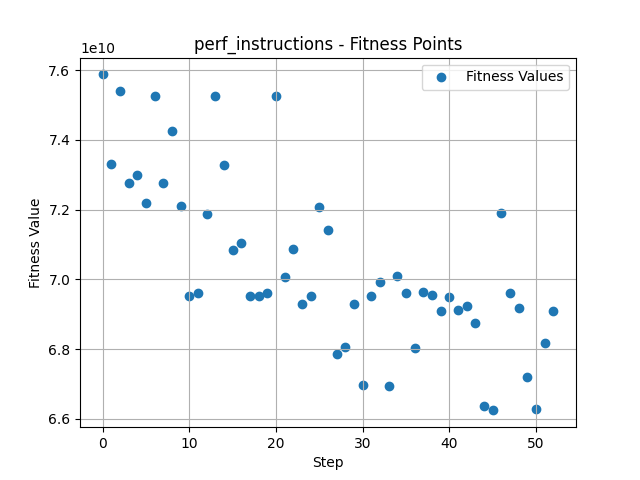 perf_instructions - Fitness Points
1e10
Fitness Values
7.6
7.4
7.2
7.0
6.8
6.6
Fitness Value
0 10 20 30 40 50
Step